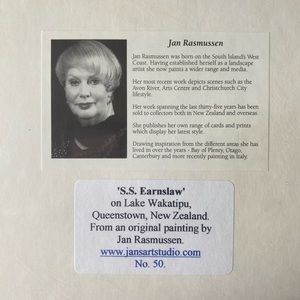 Jan Rasmussen
Jan Rasmussen was born on the South Island's West
Coast. Having established herself as a landscape
artist she now paints a wider range and media.
Her most recent work depicts scenes such as the
Avon River, Arts Centre and Christchurch City
lifestyle.
Her work spanning the last thirty-five years has been
sold to collectors both in New Zealand and overseas.
She publishes her own range of cards and prints
which display her latest style.
Drawing inspiration from the different areas she has
lived in over the years - Bay of Plenty, Otago,
Canterbury and more recently painting in Italy.
'S.S. Earnslaw'
on Lake Wakatipu,
Queenstown, New Zealand.
From an original painting by
Jan Rasmussen.
www.jansartstudio.com
No. 50.